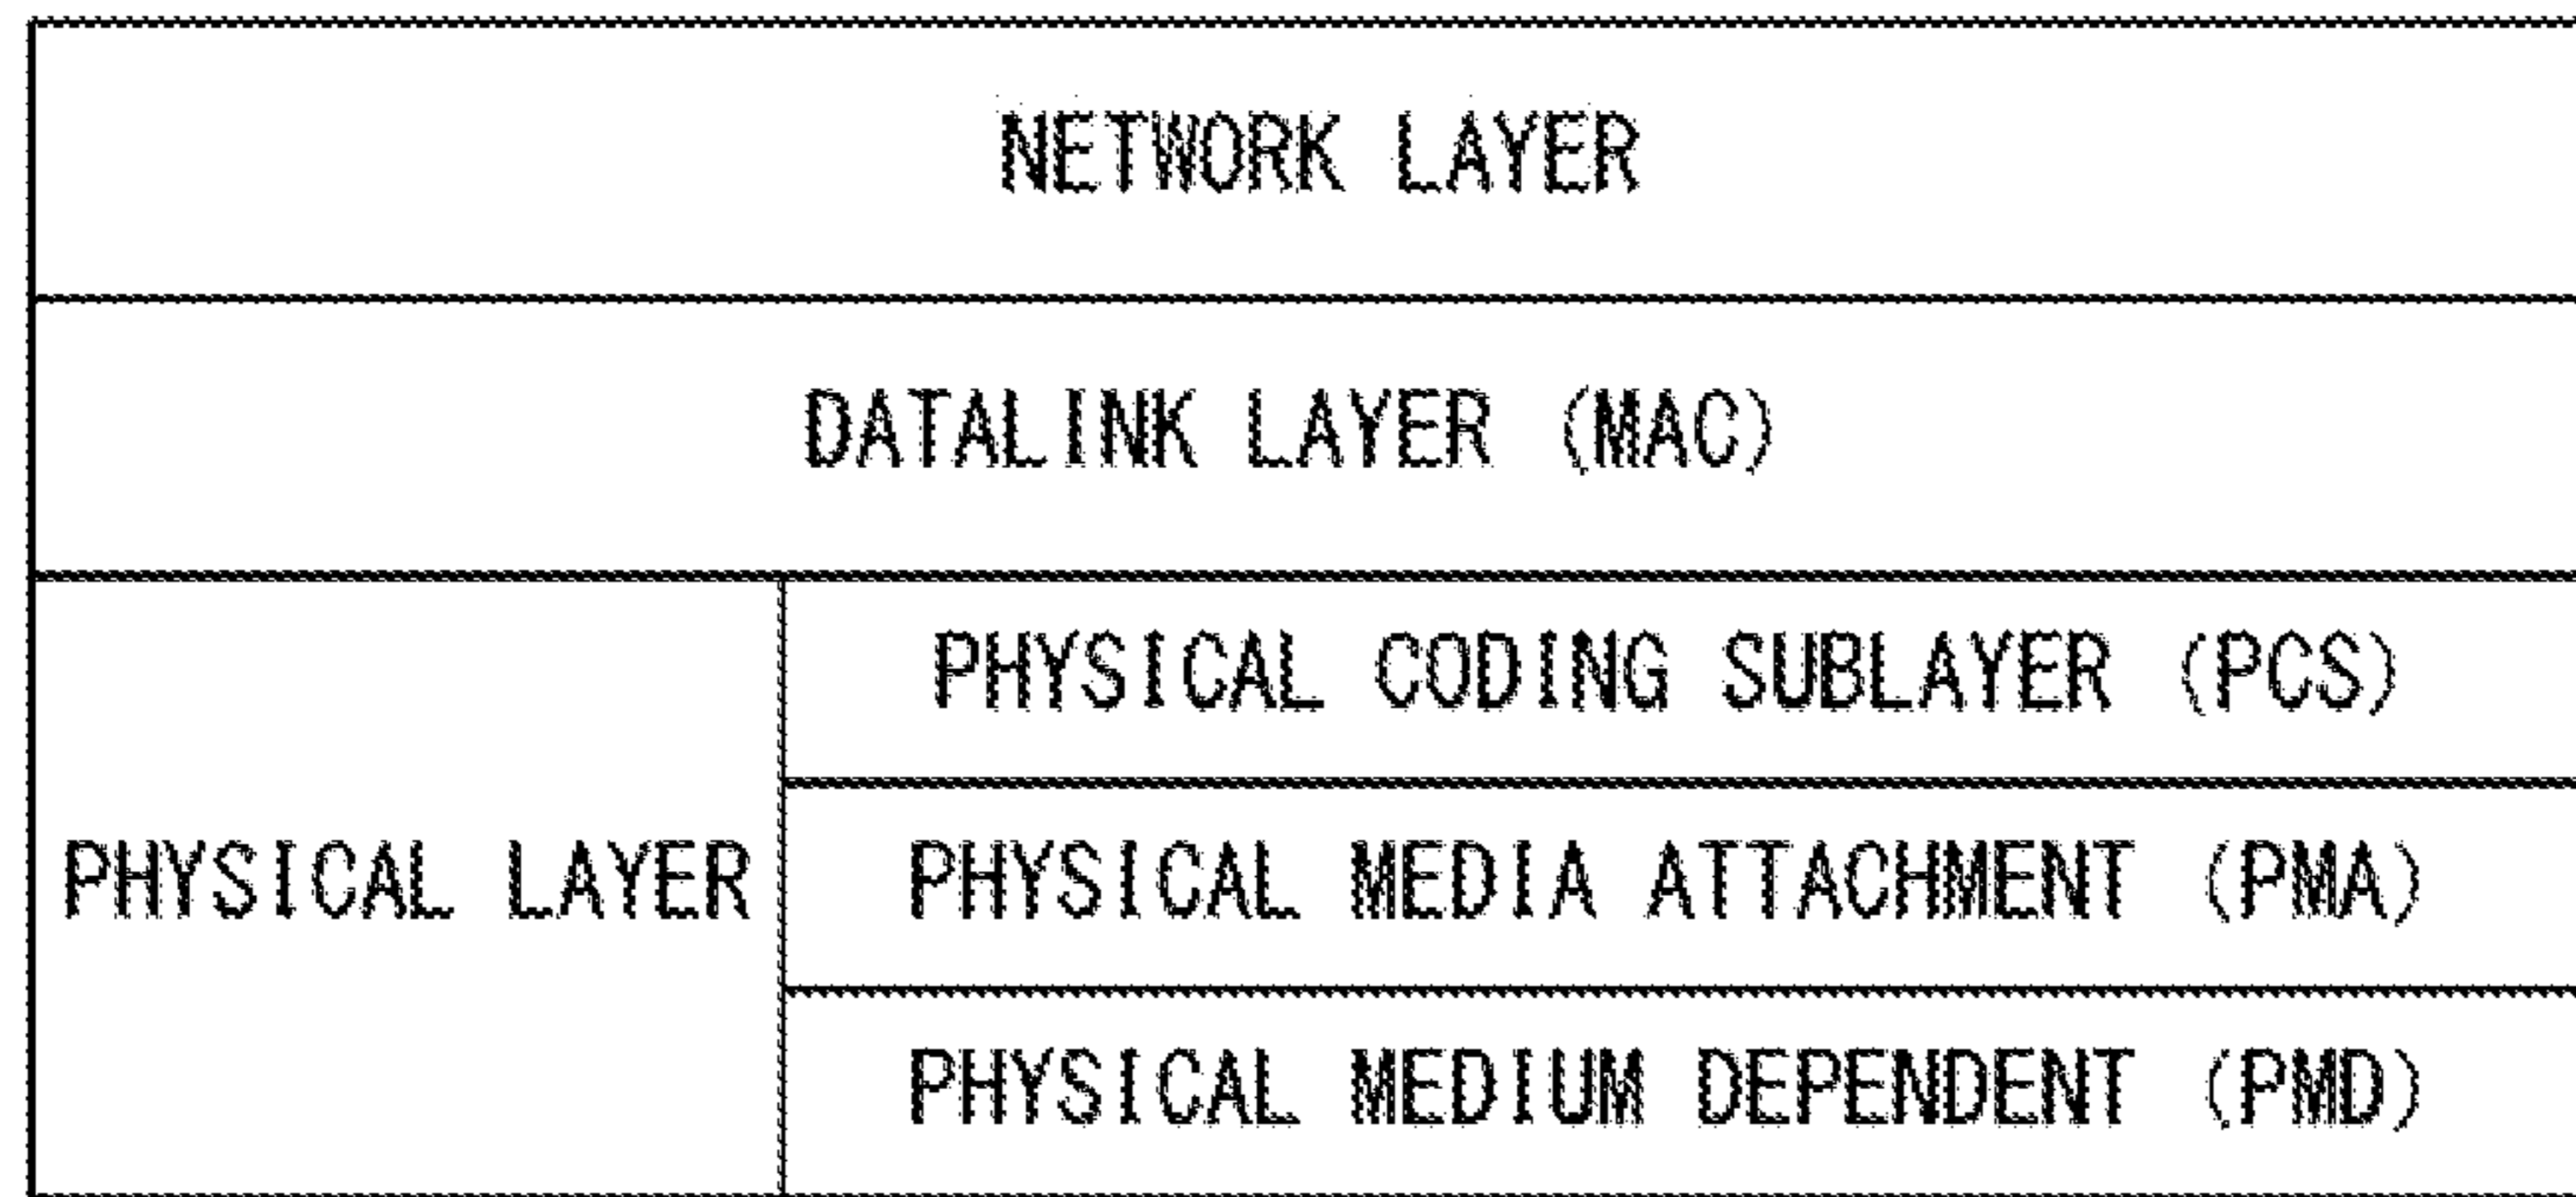 NETWORK LAYER
DATALINK LAYER (MAC)
PHYSICAL LAYER
PHYSICAL CODING SUBLAYER (PCS)
PHYSICAL MEDIA ATTACHMENT (PMA)
PHYSICAL MEDIUM DEPENDENT (PMD)